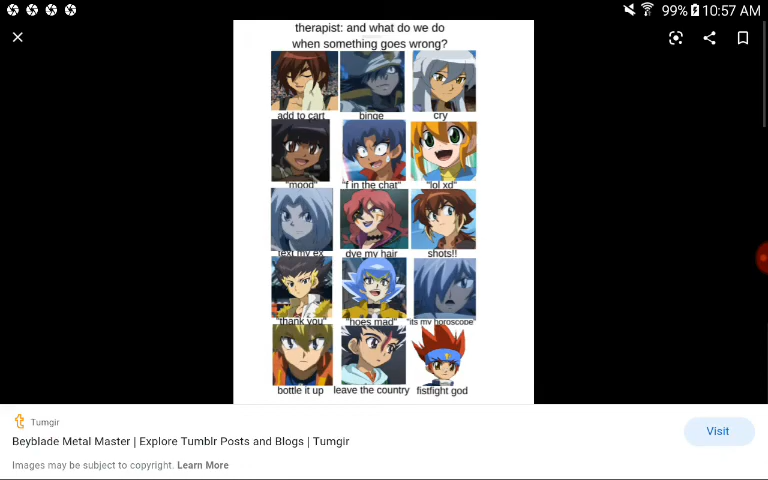 99% 10:57 AM
therapist: and what do we do
when something goes wrong?
add to cart binge cry
"mood" "f in the chat" "lol xd"
text my ex dye my hair shots!!
"thank you" "hoes mad" "its my horoscope"
bottle it up leave the country fistfight god
Tumgir
Beyblade Metal Master | Explore Tumblr Posts and Blogs | Tumgir
Visit
Images may be subject to copyright. Learn More